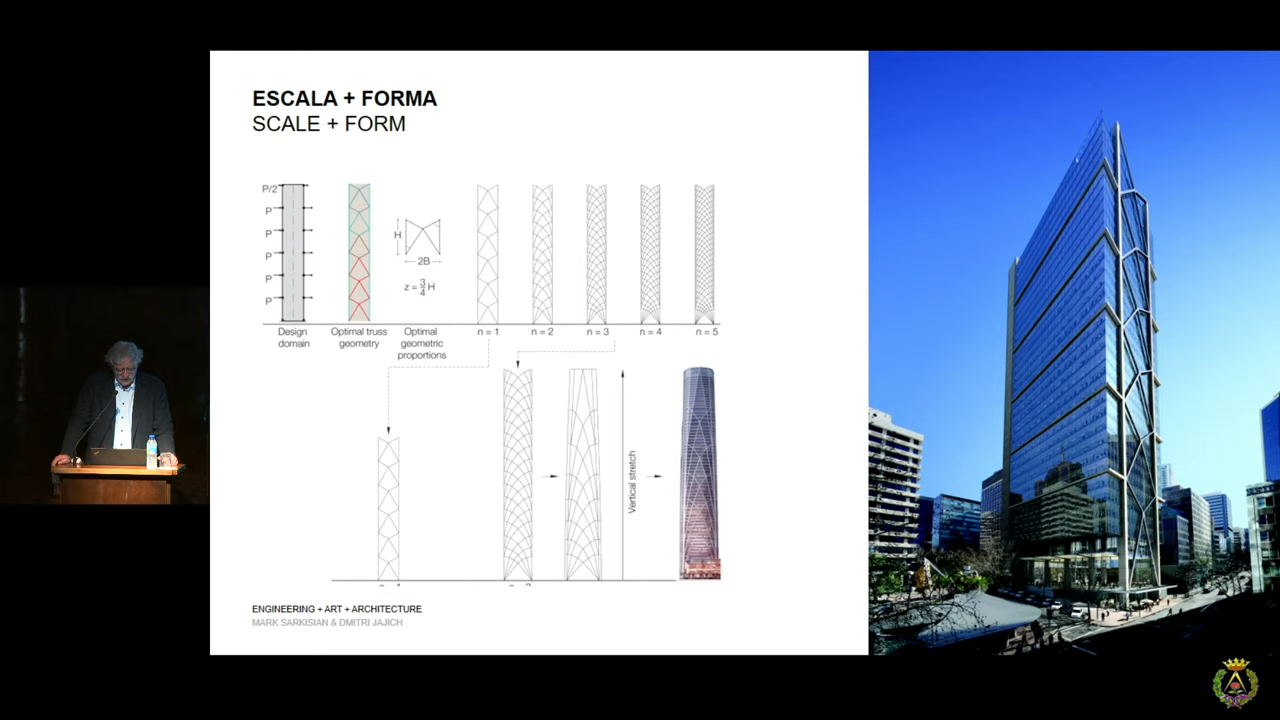 ESCALA + FORMA
SCALE + FORM
P/2
P
P
P
P
P
H
2B
z = 3/4 H
Design
domain
Optimal truss
geometry
Optimal
geometric
proportions
n = 1
n = 2
n = 3
n = 4
n = 5
Vertical stretch
ENGINEERING + ART + ARCHITECTURE
MARK SARKISIAN & DMITRI JAJICH